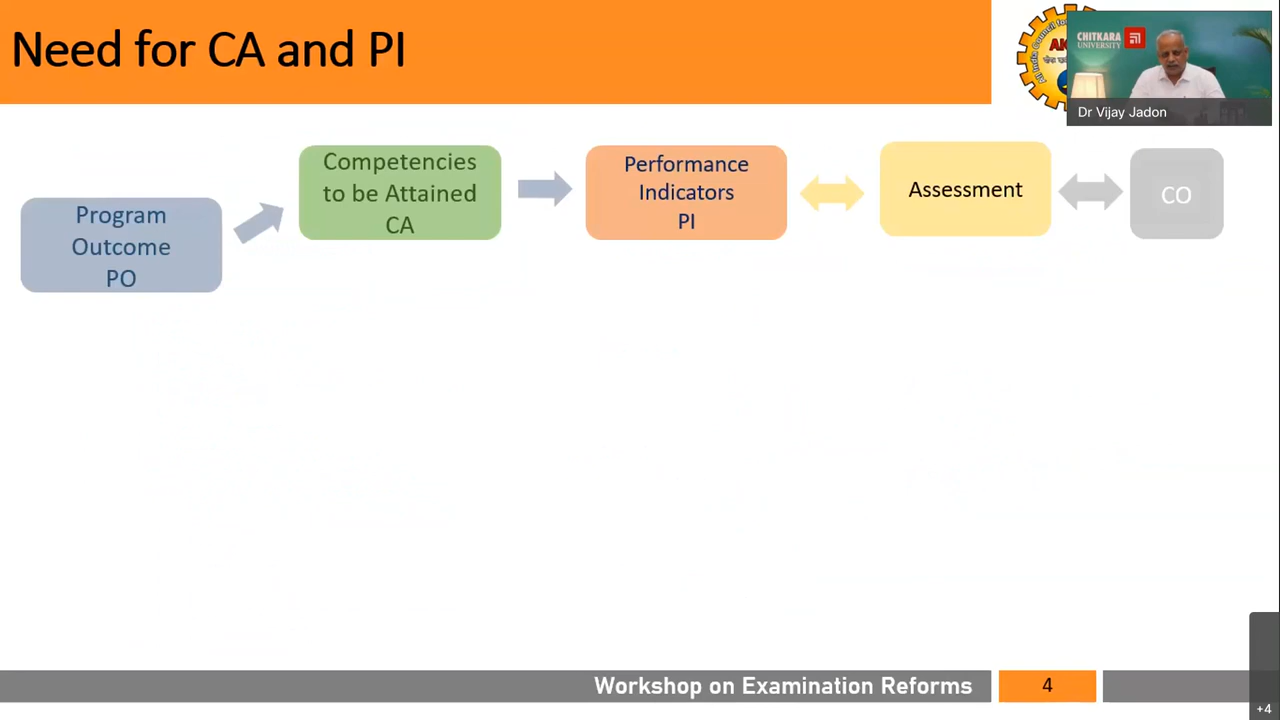 Need for CA and PI
CHITKARA
UNIVERSITY
Dr Vijay Jadon
Program
Outcome
PO
Competencies
to be Attained
CA
Performance
Indicators
PI
Assessment
CO
Workshop on Examination Reforms
4
+4